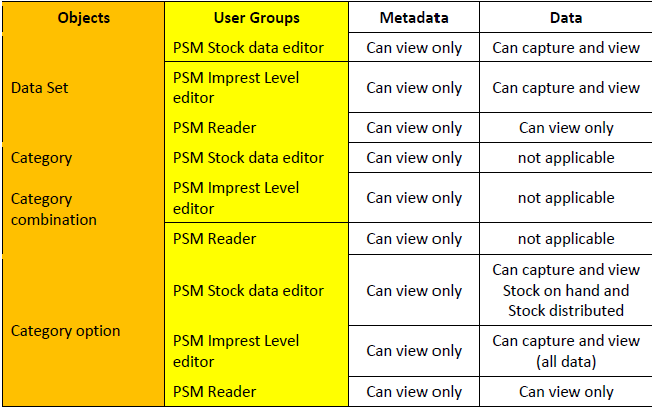 Objects User Groups Metadata Data
PSM Stock data editor Can view only Can capture and view
Data Set
PSM Imprest Level
editor
Can view only Can capture and view
PSM Reader Can view only Can view only
Category PSM Stock data editor Can view only not applicable
Category
combination
PSM Imprest Level
editor
Can view only not applicable
PSM Reader Can view only not applicable
Category option
PSM Stock data editor Can view only
Can capture and view
Stock on hand and
Stock distributed
PSM Imprest Level
editor
Can view only
Can capture and view
(all data)
PSM Reader Can view only Can view only